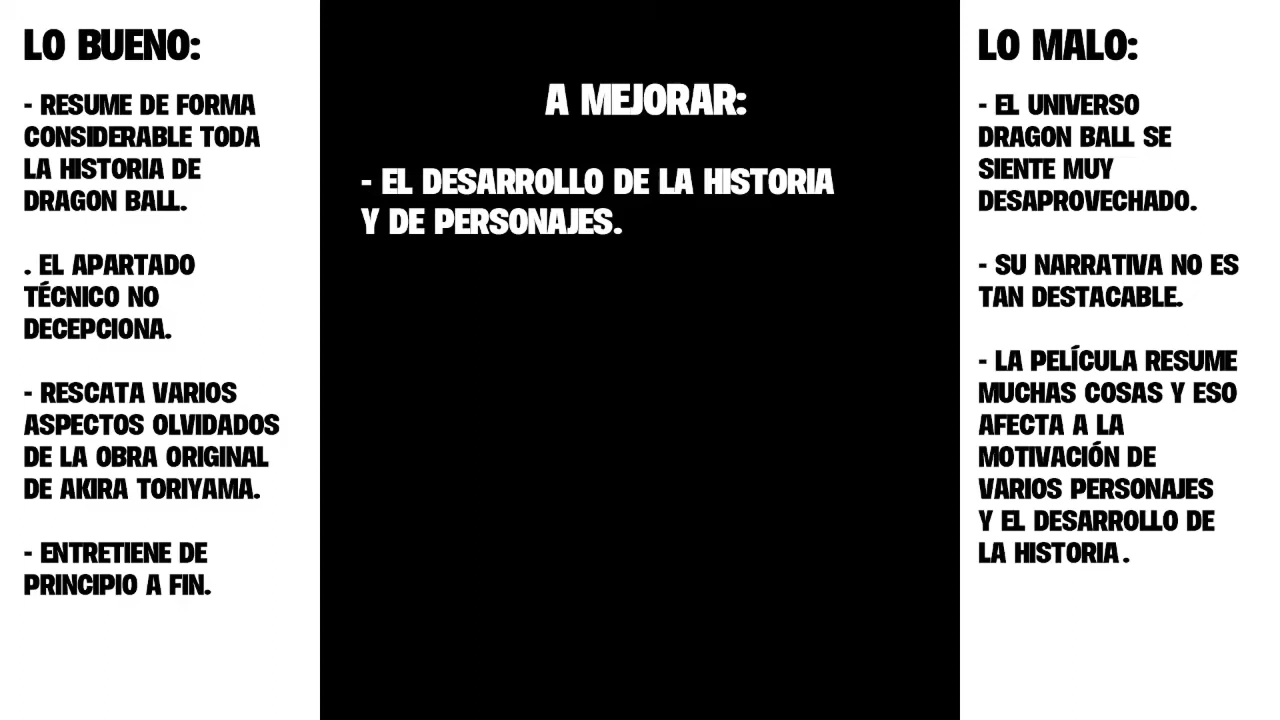 LO BUENO:
- RESUME DE FORMA
CONSIDERABLE TODA
LA HISTORIA DE
DRAGON BALL.
. EL APARTADO
TÉCNICO NO
DECEPCIONA.
- RESCATA VARIOS
ASPECTOS OLVIDADOS
DE LA OBRA ORIGINAL
DE AKIRA TORIYAMA.
- ENTRETIENE DE
PRINCIPIO A FIN.
A MEJORAR:
- EL DESARROLLO DE LA HISTORIA
Y DE PERSONAJES.
LO MALO:
- EL UNIVERSO
DRAGON BALL SE
SIENTE MUY
DESAPROVECHADO.
- SU NARRATIVA NO ES
TAN DESTACABLE.
- LA PELÍCULA RESUME
MUCHAS COSAS Y ESO
AFECTA A LA
MOTIVACIÓN DE
VARIOS PERSONAJES
Y EL DESARROLLO DE
LA HISTORIA.